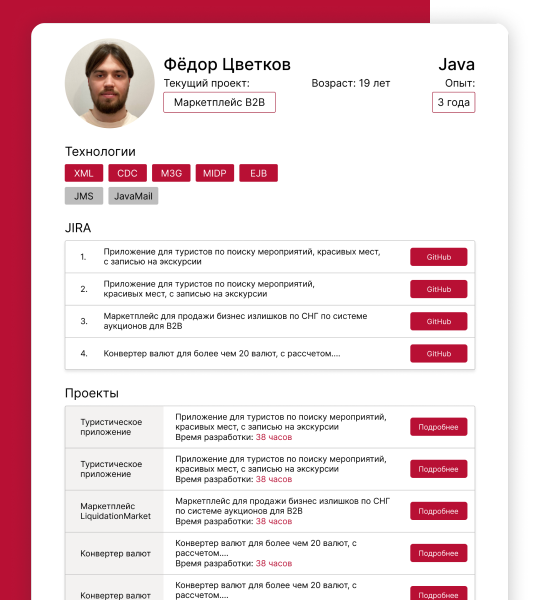 Фёдор Цветков
Java
Текущий проект:
Возраст: 19 лет
Опыт:
Маркетплейс B2B
3 года
Технологии
XML
CDC
M3G
MIDP
EJB
JMS
JavaMail
JIRA
1.
Приложение для туристов по поиску мероприятий, красивых мест,
с записью на экскурсии
GitHub
2.
Приложение для туристов по поиску мероприятий,
красивых мест, с записью на экскурсии
GitHub
3.
Маркетплейс для продажи бизнес излишков по СНГ по системе
аукционов для B2B
GitHub
4.
Конвертер валют для более чем 20 валют, с рассчетом....
GitHub
Проекты
Туристическое
приложение
Приложение для туристов по поиску мероприятий,
красивых мест, с записью на экскурсии
Время разработки: 38 часов
Подробнее
Туристическое
приложение
Приложение для туристов по поиску мероприятий,
красивых мест, с записью на экскурсии
Время разработки: 38 часов
Подробнее
Маркетплейс
LiquidationMarket
Маркетплейс для продажи бизнес излишков по СНГ
по системе аукционов для B2B
Время разработки: 38 часов
Подробнее
Конвертер валют
Конвертер валют для более чем 20 валют, с
рассчетом....
Время разработки: 38 часов
Подробнее
Конвертер валют
Конвертер валют для более чем 20 валют, с
рассчетом....
Подробнее